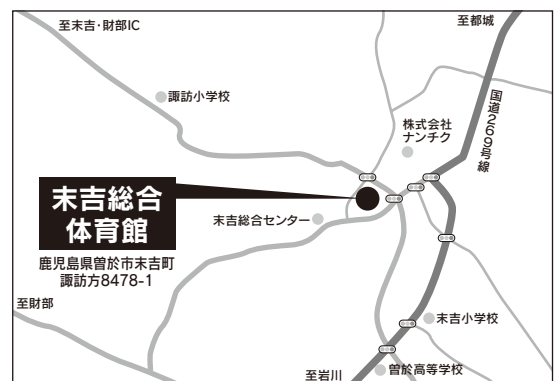 至末吉・財部IC
至都城
諏訪小学校
国道269号線
株式会社
ナンチク
末吉総合
体育館
末吉総合センター
鹿児島県曽於市末吉町
諏訪方8478-1
至財部
末吉小学校
至岩川
曽於高等学校